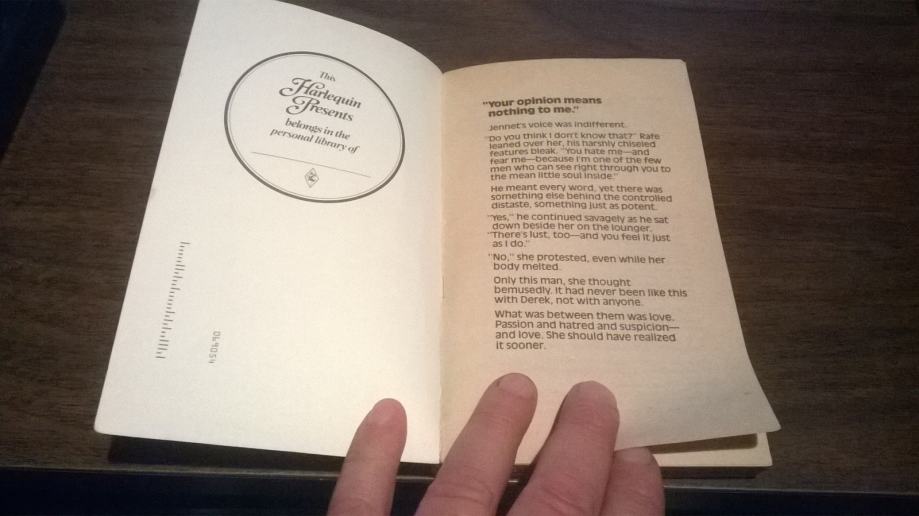 This
Harlequin
Presents
belongs in the
personal library of
"Your opinion means
nothing to me."
Jennet's voice was indifferent.
"Do you think I don't know that?" Rafe
leaned over her, his harshly chiseled
features bleak. "You hate me—and
fear me—because I'm one of the few
men who can see right through you to
the mean little soul inside."
He meant every word, yet there was
something else behind the controlled
distaste, something just as potent.
"Yes," he continued savagely as he sat
down beside her on the lounger.
"There's lust, too—and you feel it just
as I do."
"No," she protested, even while her
body melted.
Only this man, she thought
bemusedly. It had never been like this
with Derek, not with anyone.
What was between them was love.
Passion and hatred and suspicion—
and love. She should have realized
it sooner.